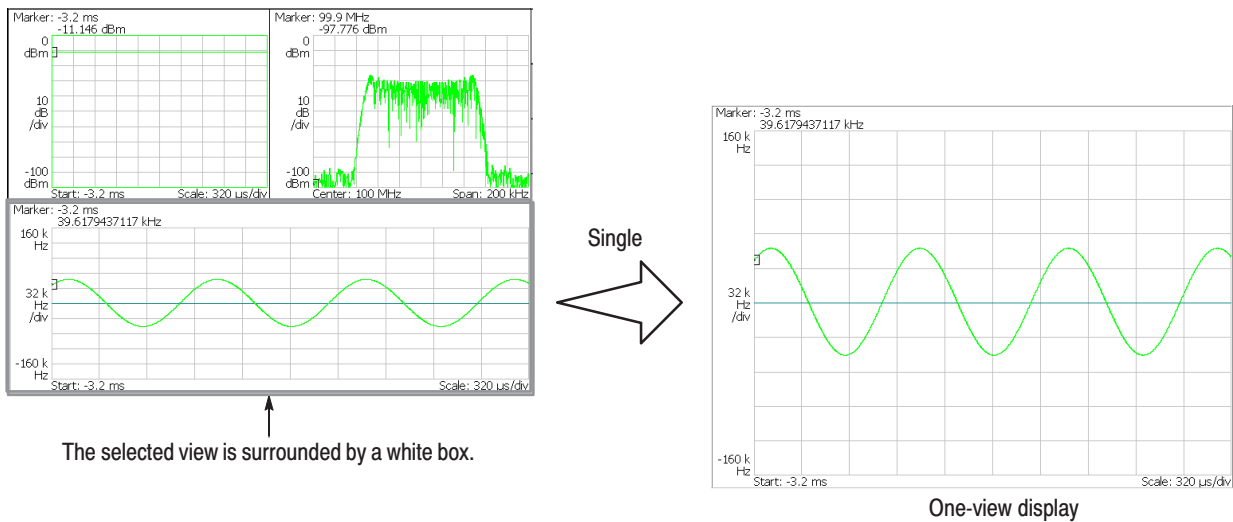 Marker: -3.2 ms
-11.146 dBm
0
dBm
10
dB
/div
-100
dBm
Start: -3.2 ms Scale: 320 µs/div
Marker: 99.9 MHz
-97.776 dBm
0
dBm
10
dB
/div
-100
dBm
Center: 100 MHz Span: 200 kHz
Marker: -3.2 ms
39.6179437117 kHz
160 k
Hz
32 k
Hz
/div
-160 k
Hz
Start: -3.2 ms Scale: 320 µs/div
The selected view is surrounded by a white box.
Single
Marker: -3.2 ms
39.6179437117 kHz
160 k
Hz
32 k
Hz
/div
-160 k
Hz
Start: -3.2 ms Scale: 320 µs/div
One-view display